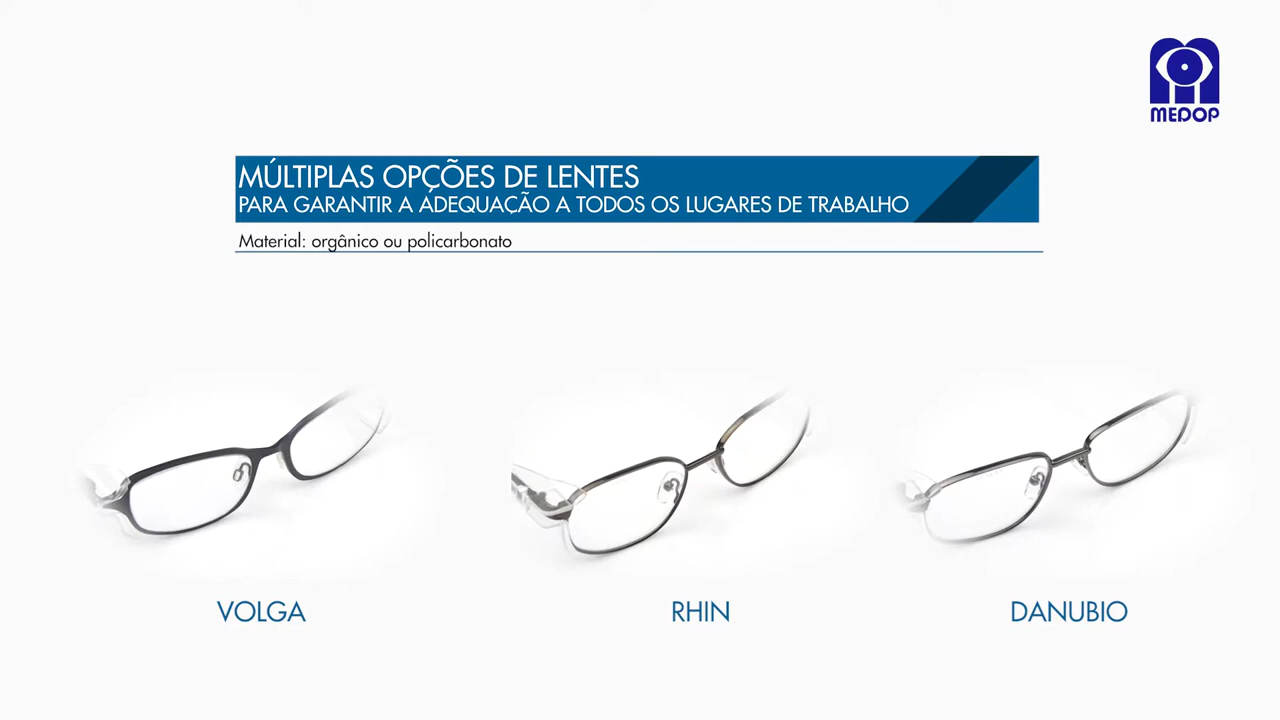 MEDOP
MÚLTIPLAS OPÇÕES DE LENTES
PARA GARANTIR A ADEQUAÇÃO A TODOS OS LUGARES DE TRABALHO
Material: orgânico ou policarbonato
VOLGA
RHIN
DANUBIO